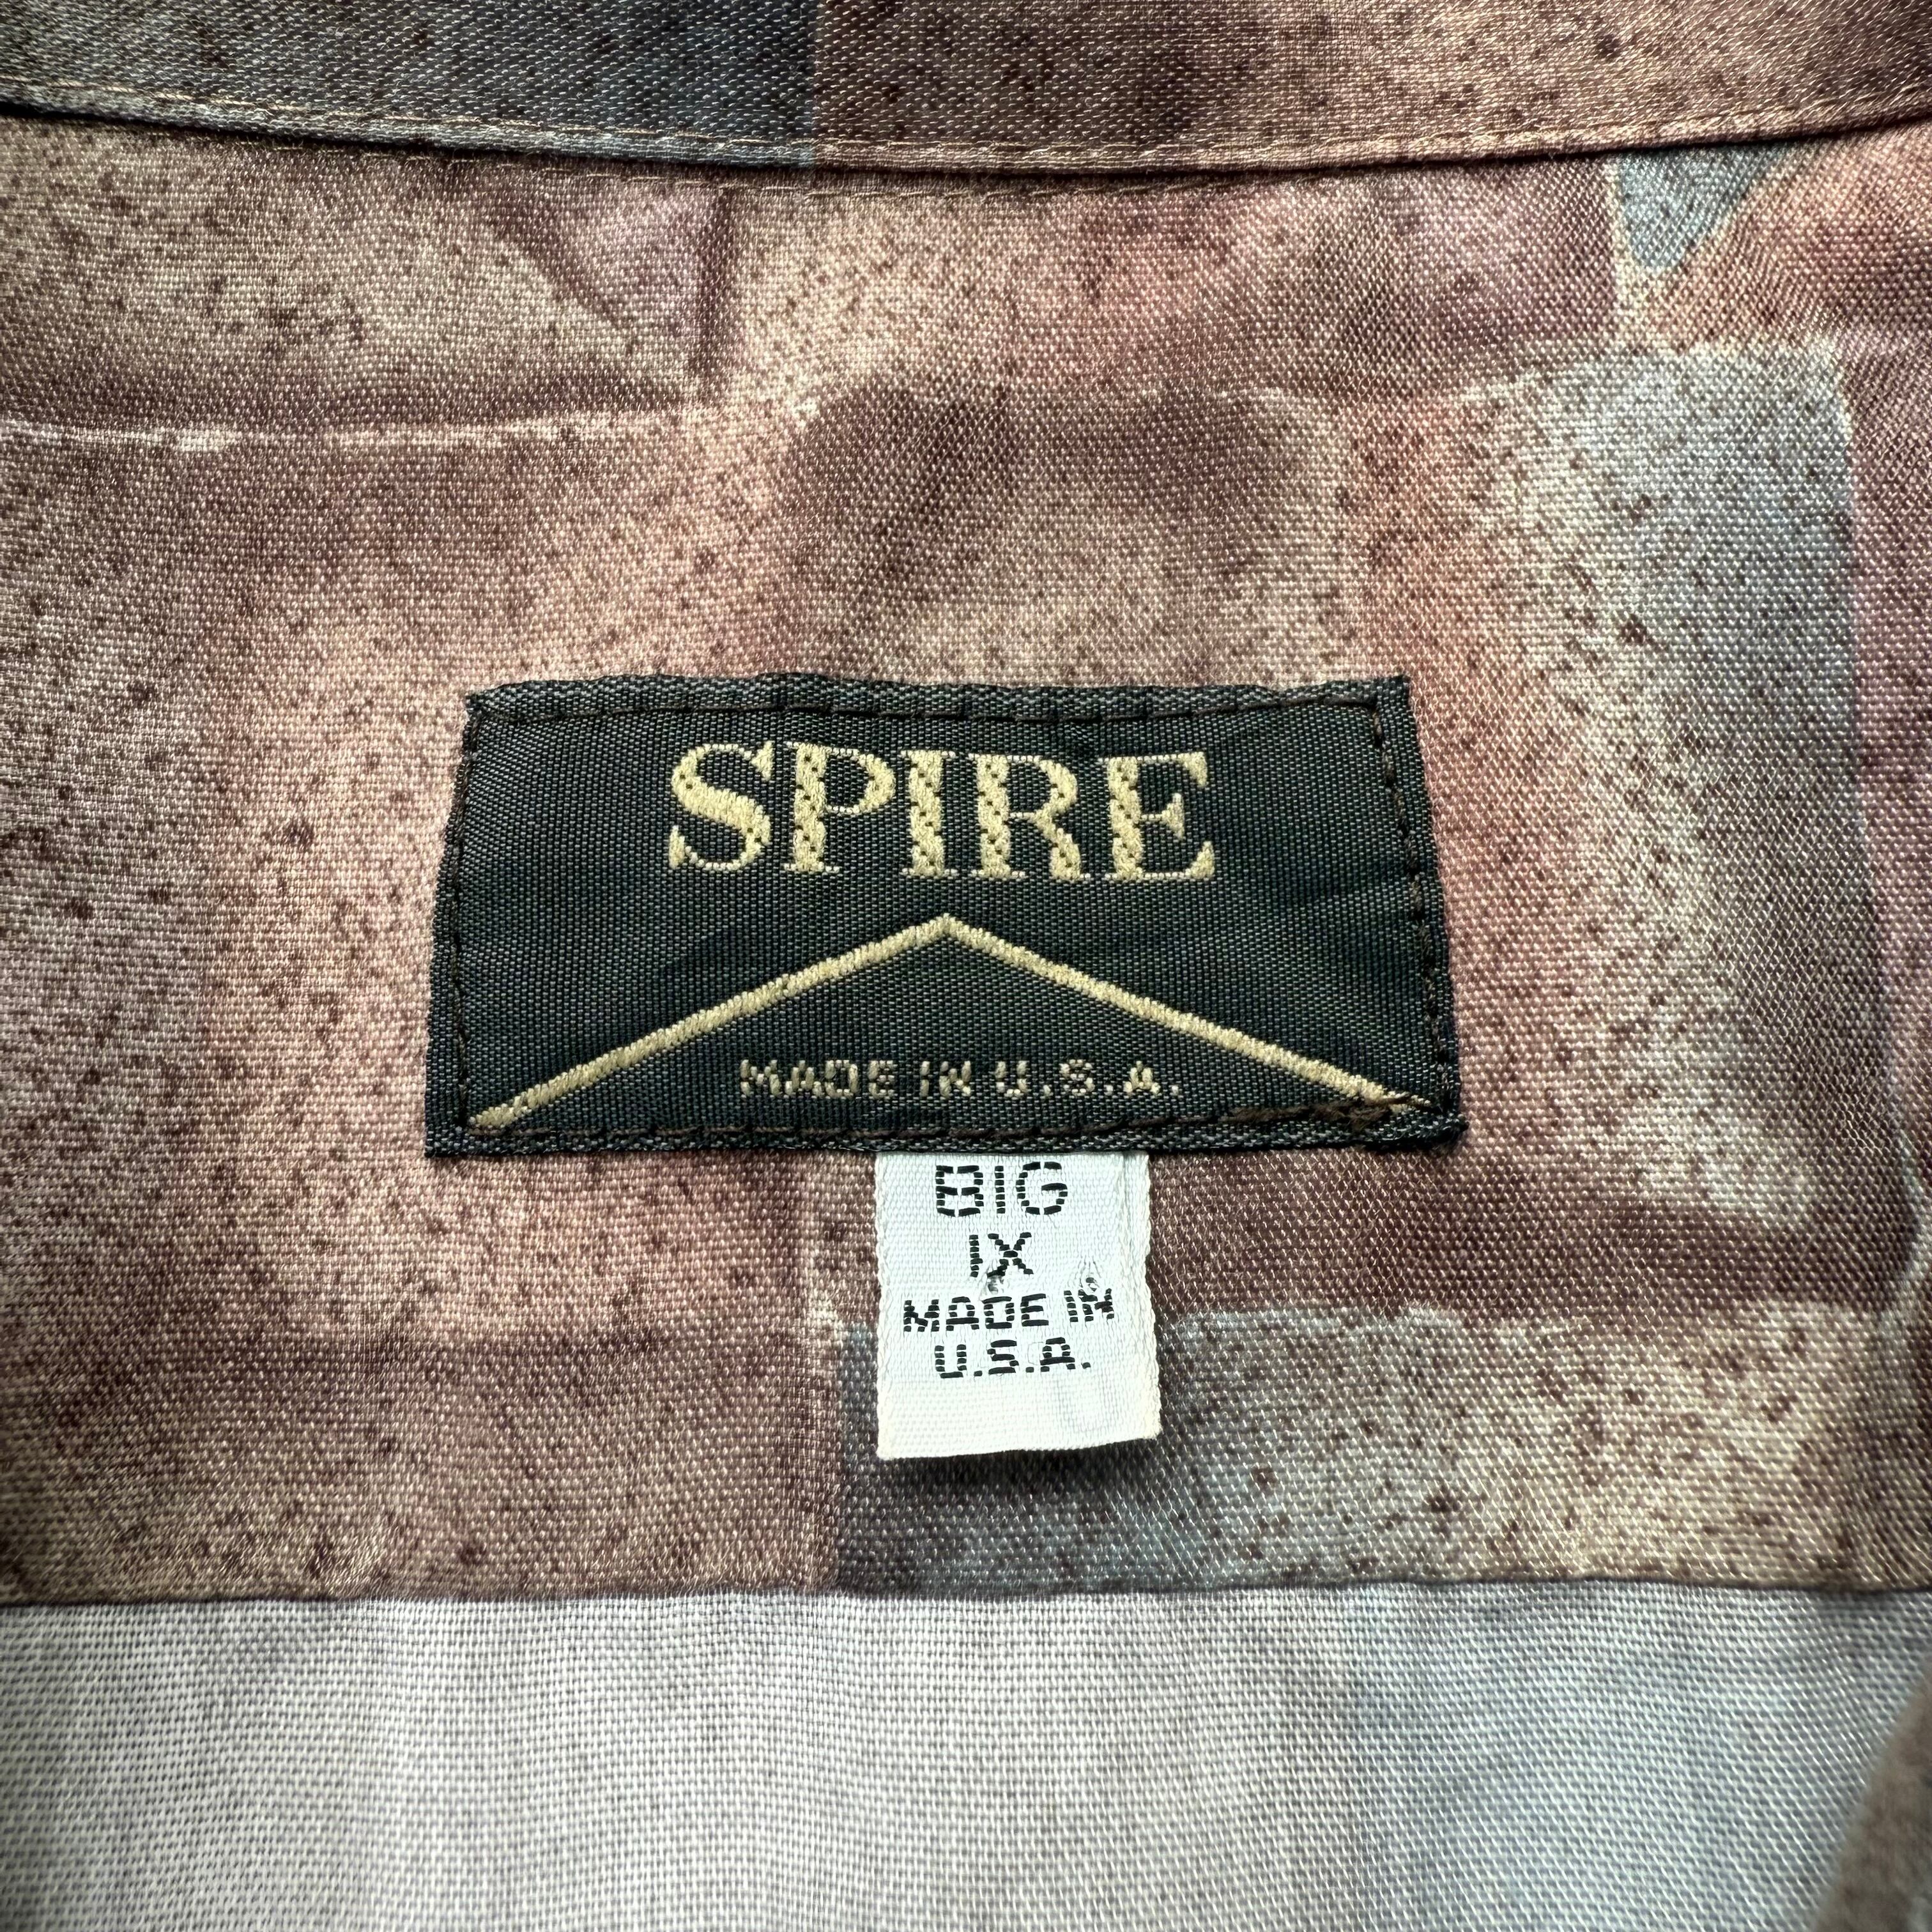 SPIRE
MADE IN U.S.A.
BIG
1X
MADE IN
U.S.A.